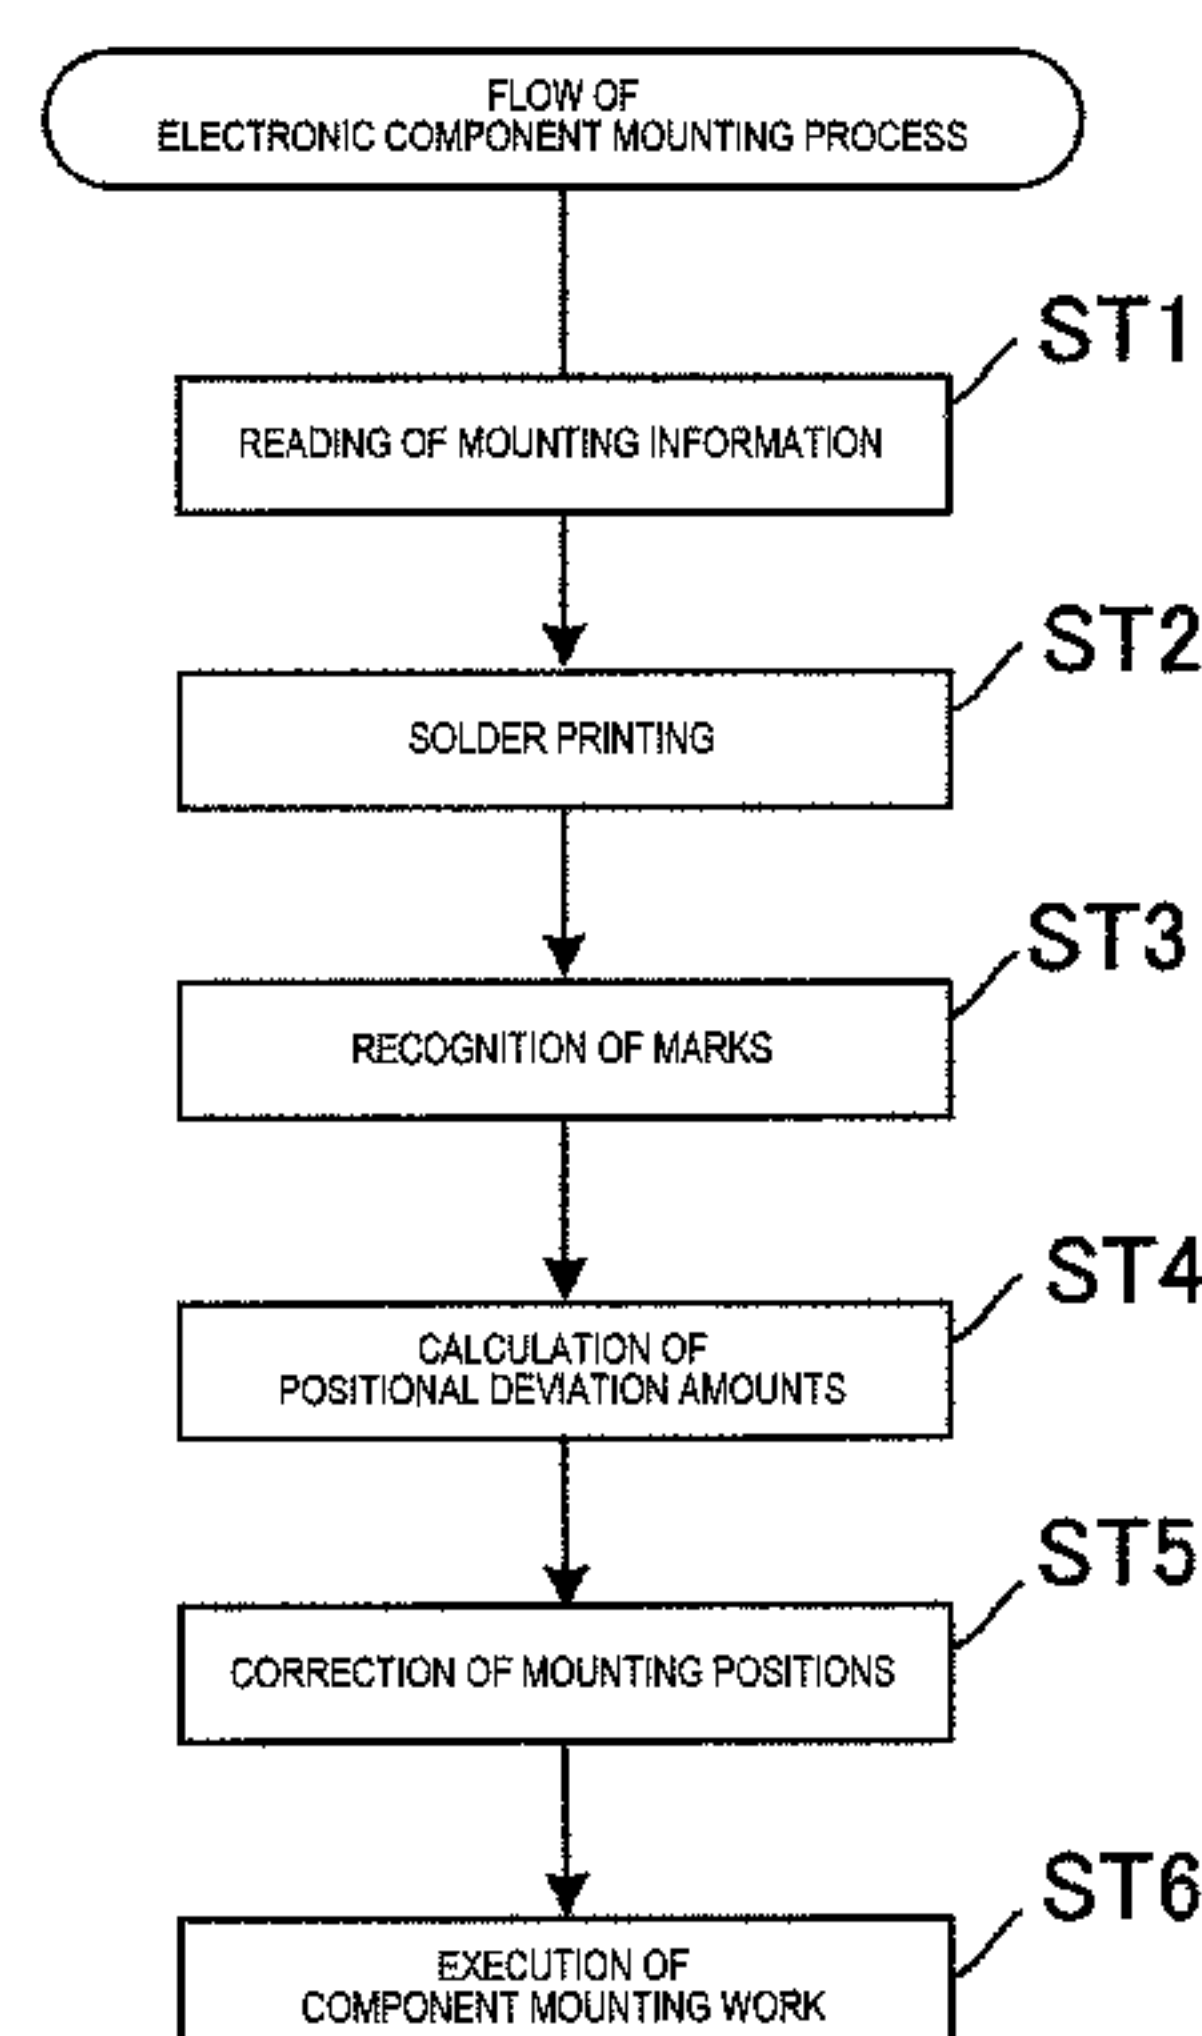 FLOW OF
ELECTRONIC COMPONENT MOUNTING PROCESS
ST1
READING OF MOUNTING INFORMATION
ST2
SOLDER PRINTING
ST3
RECOGNITION OF MARKS
ST4
CALCULATION OF
POSITIONAL DEVIATION AMOUNTS
ST5
CORRECTION OF MOUNTING POSITIONS
ST6
EXECUTION OF
COMPONENT MOUNTING WORK